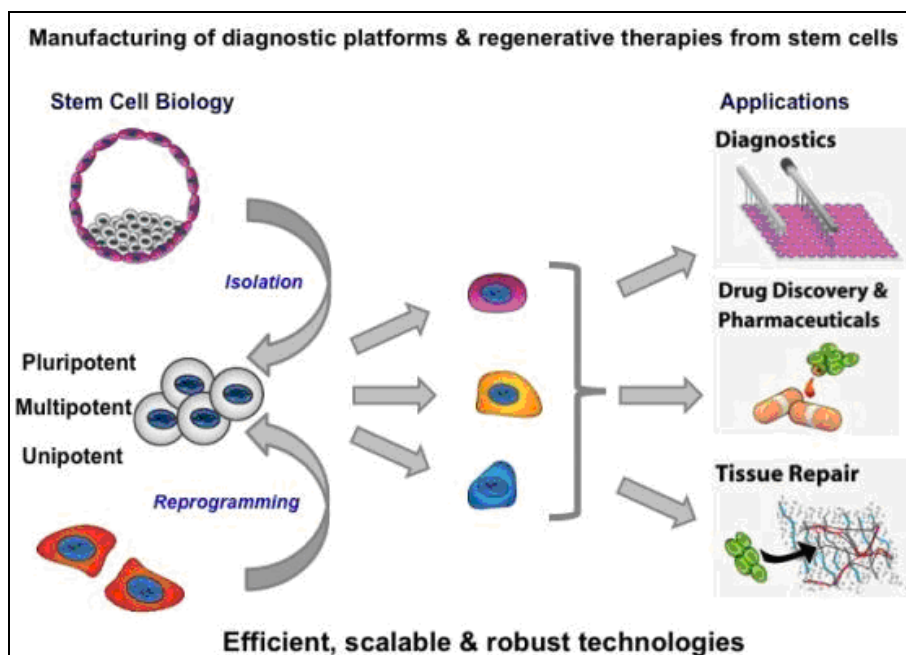 Manufacturing of diagnostic platforms & regenerative therapies from stem cells
Stem Cell Biology
Applications
Diagnostics
Isolation
Drug Discovery &
Pharmaceuticals
Pluripotent
Multipotent
Unipotent
Reprogramming
Tissue Repair
Efficient, scalable & robust technologies